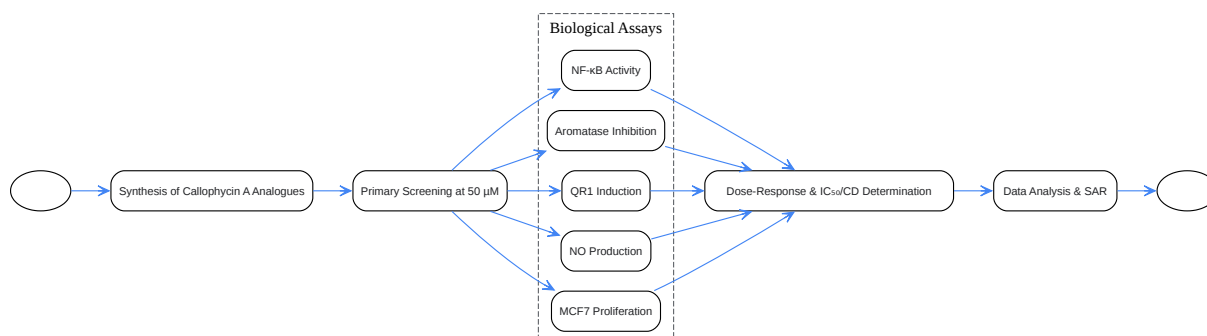 Biological Assays
NF-κB Activity
Aromatase Inhibition
Synthesis of Callophycin A Analogues
Primary Screening at 50 µM
QR1 Induction
Dose-Response & IC₅₀/CD Determination
Data Analysis & SAR
NO Production
MCF7 Proliferation